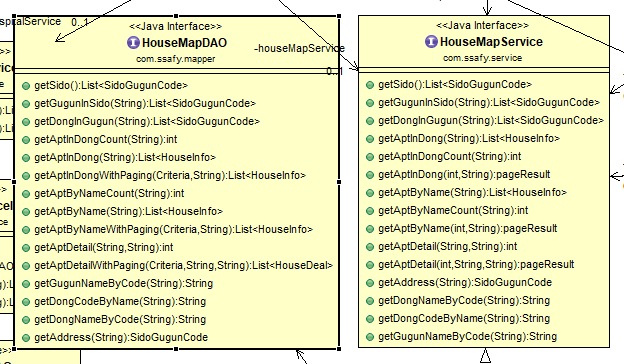 spitalService
0..1
<<Java Interface>>
HouseMapDAO
com.ssafy.mapper
getSido():List<SidoGugunCode>
getGugunInSido(String):List<SidoGugunCode>
getDongInGugun(String):List<SidoGugunCode>
getAptInDongCount(String):int
getAptInDong(String):List<HouseInfo>
getAptInDongWithPaging(Criteria,String):List<HouseInfo>
getAptByNameCount(String):int
getAptByName(String):List<HouseInfo>
getAptByNameWithPaging(Criteria,String):List<HouseInfo>
getAptDetail(String,String):int
getAptDetailWithPaging(Criteria,String,String):List<HouseDeal>
getGugunNameByCode(String):String
getDongCodeByName(String):String
getDongNameByCode(String):String
getAddress(String):SidoGugunCode
-houseMapService
0..1
<<Java Interface>>
HouseMapService
com.ssafy.service
getSido():List<SidoGugunCode>
getGugunInSido(String):List<SidoGugunCode>
getDongInGugun(String):List<SidoGugunCode>
getAptInDong(String):List<HouseInfo>
getAptInDongCount(String):int
getAptInDong(int,String):pageResult
getAptByName(String):List<HouseInfo>
getAptByNameCount(String):int
getAptByName(int,String):pageResult
getAptDetail(String,String):int
getAptDetail(int,String,String):pageResult
getAddress(String):SidoGugunCode
getDongNameByCode(String):String
getDongCodeByName(String):String
getGugunNameByCode(String):String